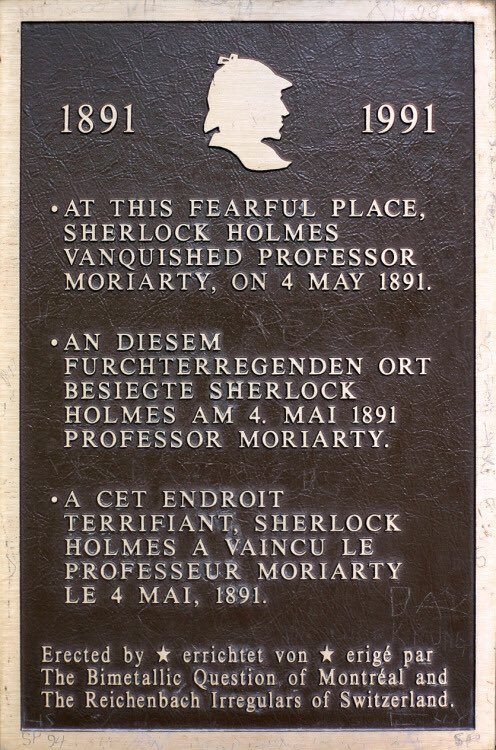 1891 1991
• AT THIS FEARFUL PLACE,
SHERLOCK HOLMES
VANQUISHED PROFESSOR
MORIARTY, ON 4 MAY 1891.
• AN DIESEM
FURCHTERREGENDEN ORT
BESIEGTE SHERLOCK
HOLMES AM 4. MAI 1891
PROFESSOR MORIARTY.
• A CET ENDROIT
TERRIFIANT, SHERLOCK
HOLMES A VAINCU LE
PROFESSEUR MORIARTY
LE 4 MAI, 1891.
Erected by ★ errichtet von ★ erigé par
The Bimetallic Question of Montréal and
The Reichenbach Irregulars of Switzerland.